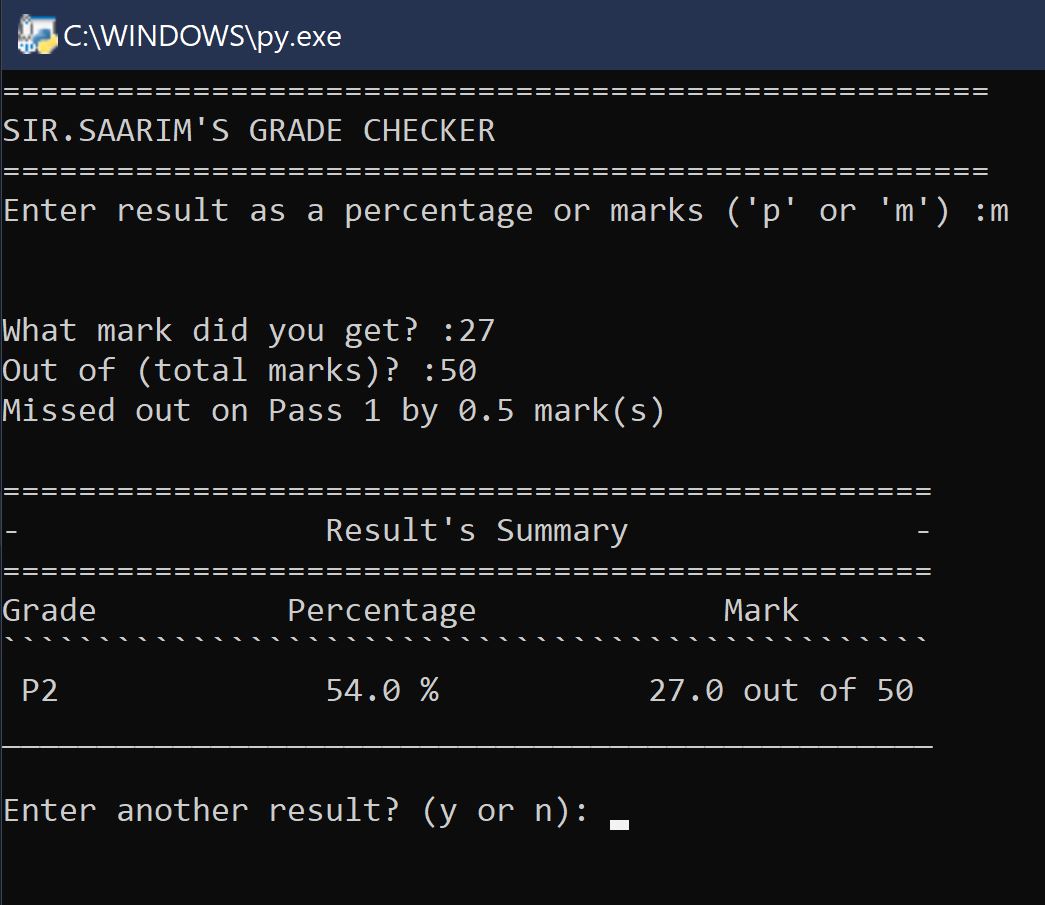 C:\WINDOWS\py.exe
====================================================
SIR.SAARIM'S GRADE CHECKER
====================================================
Enter result as a percentage or marks ('p' or 'm') :m
What mark did you get? :27
Out of (total marks)? :50
Missed out on Pass 1 by 0.5 mark(s)
=================================================
-                Result's Summary               -
=================================================
Grade          Percentage             Mark
`````````````````````````````````````````````````
 P2              54.0 %           27.0 out of 50
_________________________________________________
Enter another result? (y or n):